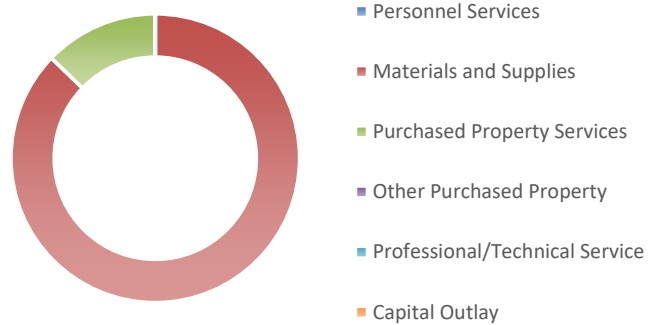 Personnel Services
Materials and Supplies
Purchased Property Services
Other Purchased Property
Professional/Technical Service
Capital Outlay